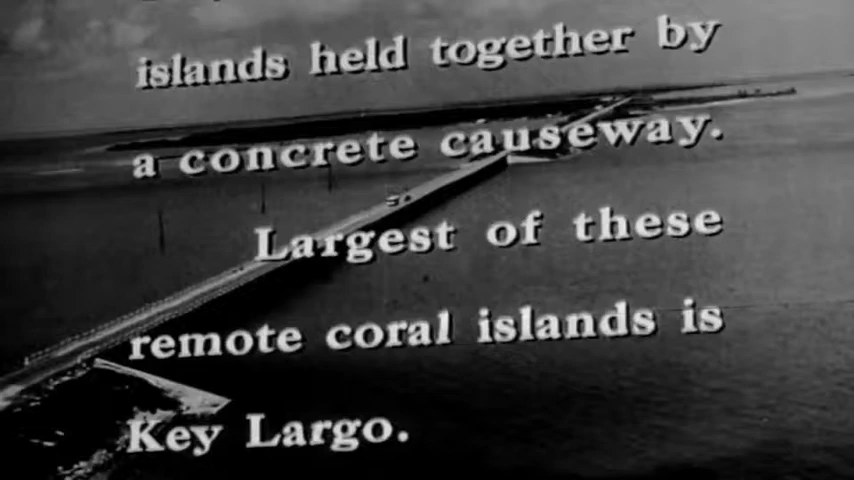 islands held together by
a concrete causeway.
Largest of these
remote coral islands is
Key Largo.